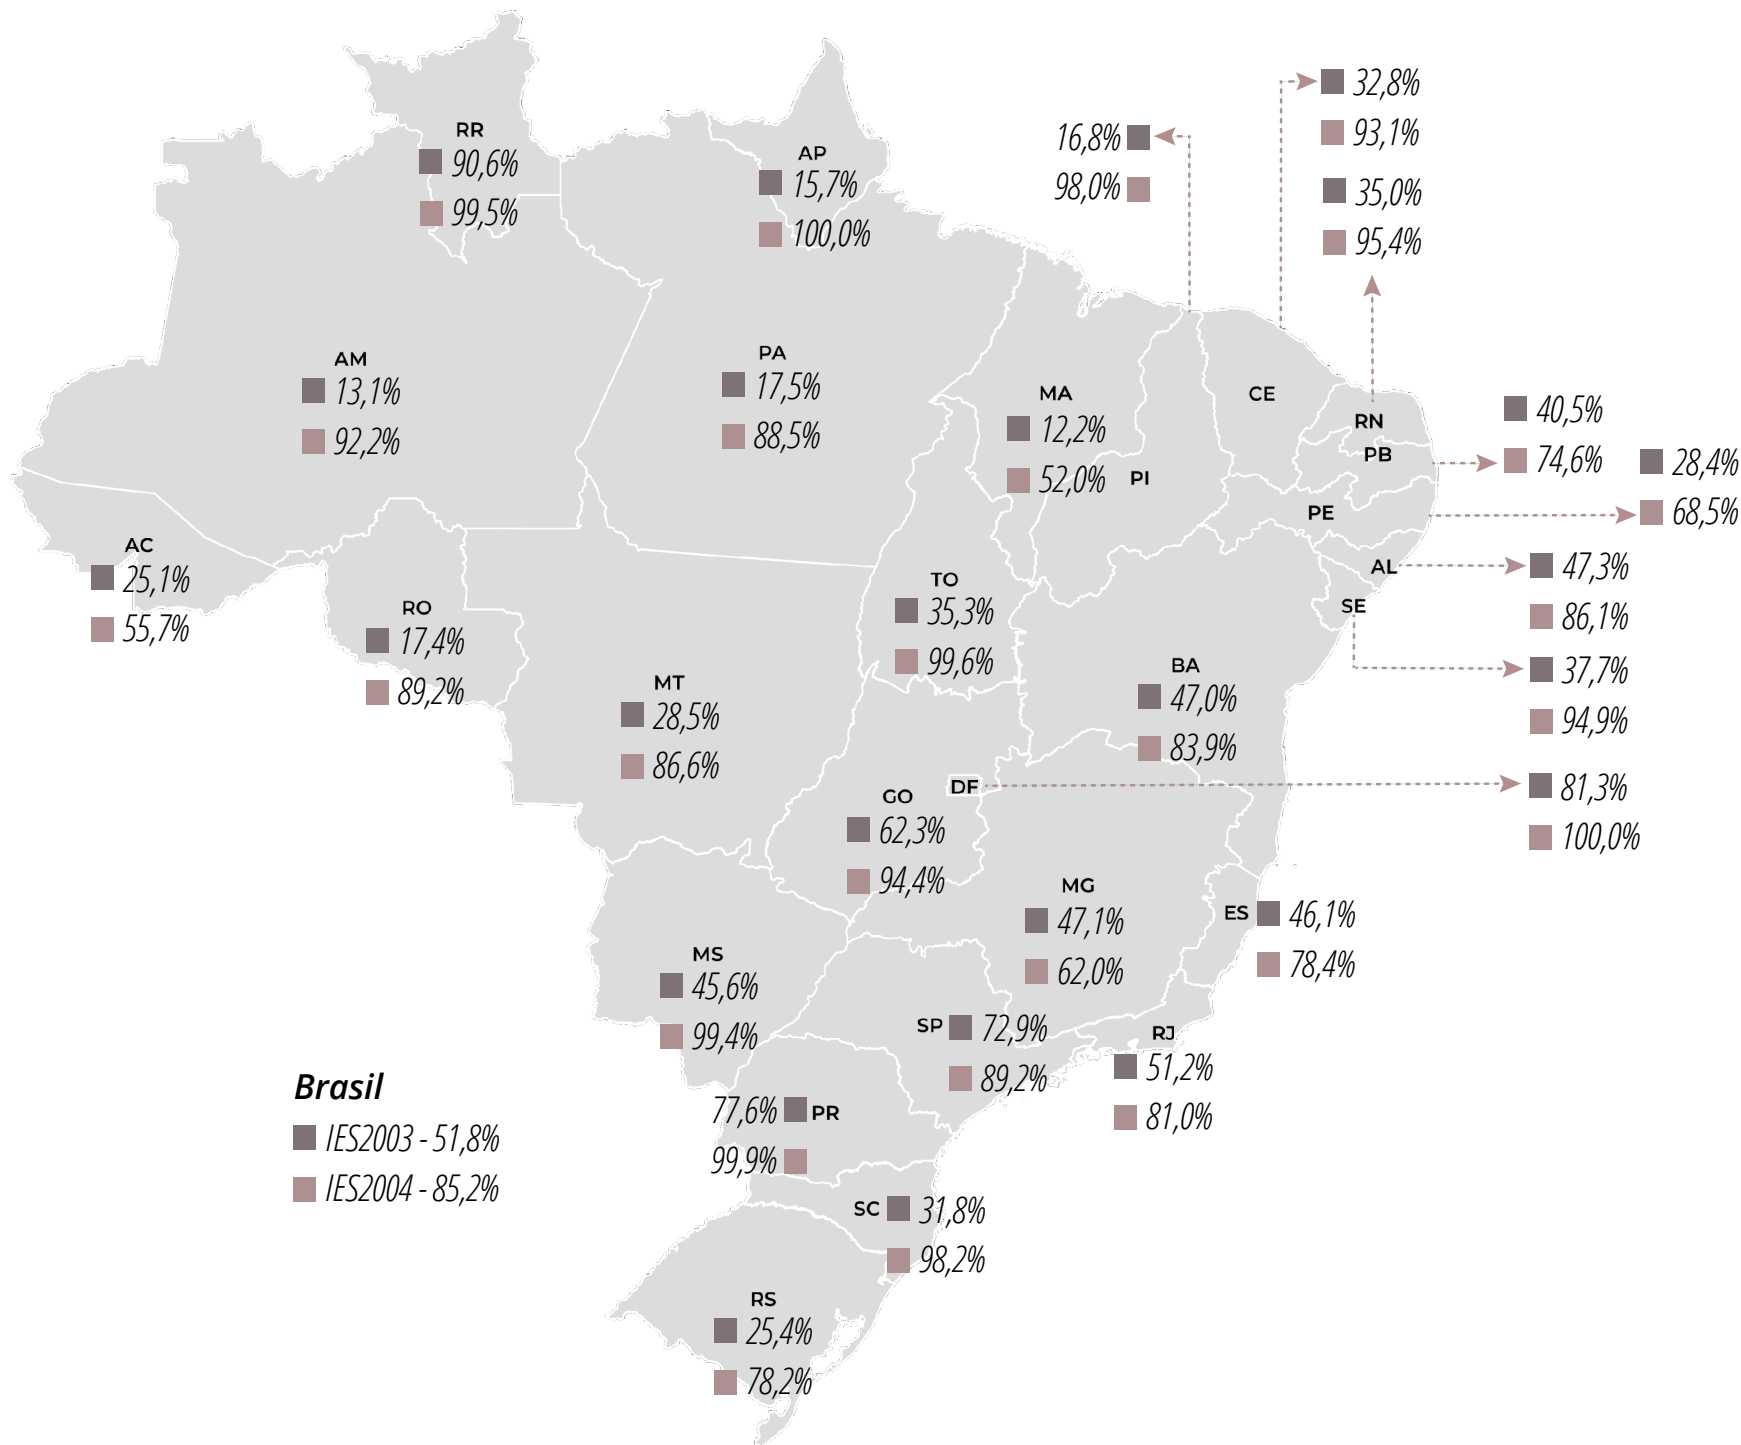 32,8%
93,1%
16,8%
98,0%
35,0%
95,4%
RR
90,6%
99,5%
AP
15,7%
100,0%
AM
13,1%
92,2%
PA
17,5%
88,5%
MA
12,2%
52,0%
PI
CE
RN
PB
PE
40,5%
74,6%
28,4%
68,5%
AL
47,3%
86,1%
SE
37,7%
94,9%
AC
25,1%
55,7%
RO
17,4%
89,2%
TO
35,3%
99,6%
MT
28,5%
86,6%
BA
47,0%
83,9%
DF
81,3%
100,0%
GO
62,3%
94,4%
MG
47,1%
62,0%
ES
46,1%
78,4%
MS
45,6%
99,4%
SP
72,9%
89,2%
RJ
51,2%
81,0%
Brasil
IES2003 - 51,8%
IES2004 - 85,2%
77,6%
PR
99,9%
SC
31,8%
98,2%
RS
25,4%
78,2%